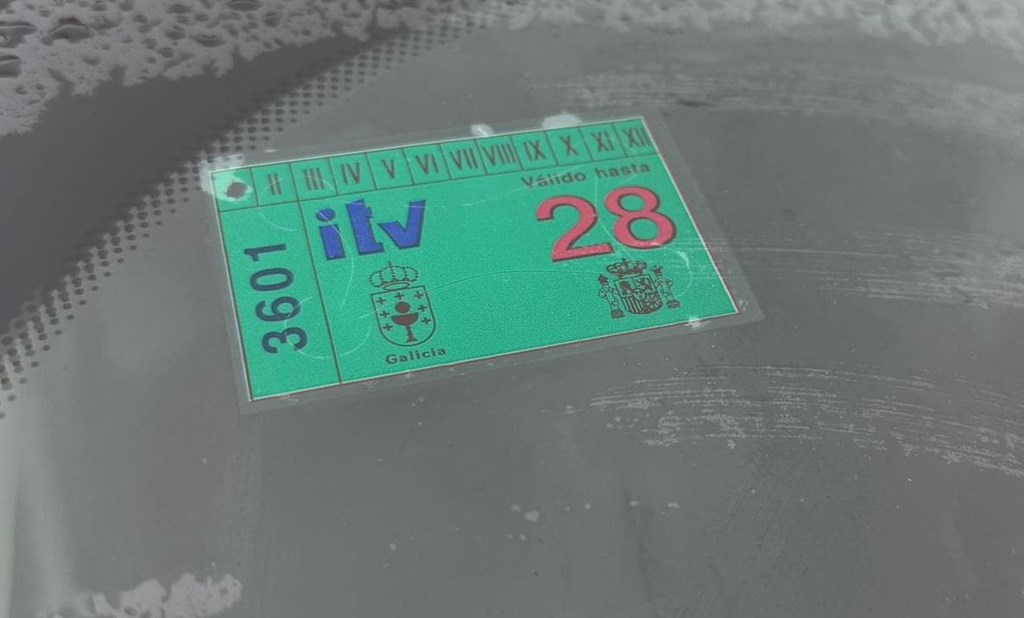 II III IV V VI VII VIII IX X XI XII
Válido hasta
itv
28
3601
Galicia